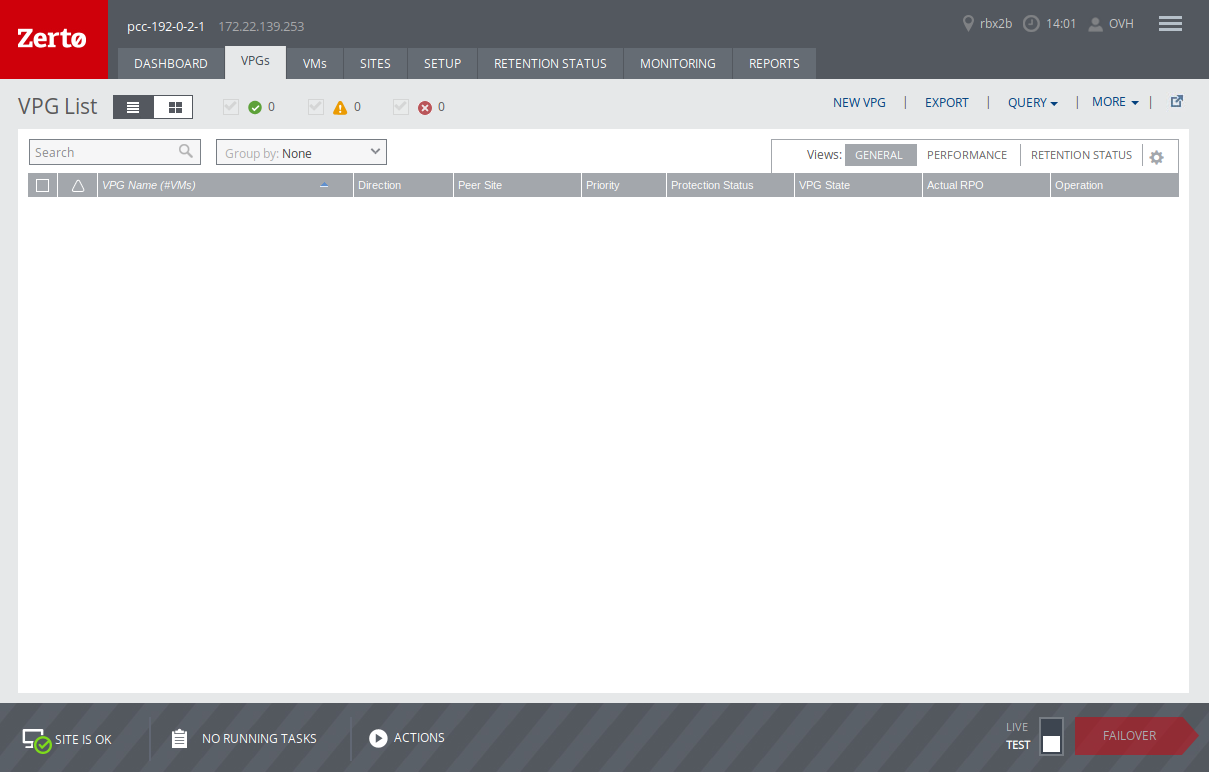 Zertø
pcc-192-0-2-1 172.22.139.253
rbx2b 14:01 OVH
DASHBOARD VPGs VMs SITES SETUP RETENTION STATUS MONITORING REPORTS
VPG List 0 0 0 NEW VPG | EXPORT | QUERY | MORE |
Search Group by: None Views: GENERAL PERFORMANCE RETENTION STATUS
VPG Name (#VMs) Direction Peer Site Priority Protection Status VPG State Actual RPO Operation
SITE IS OK NO RUNNING TASKS ACTIONS
LIVE
TEST
FAILOVER